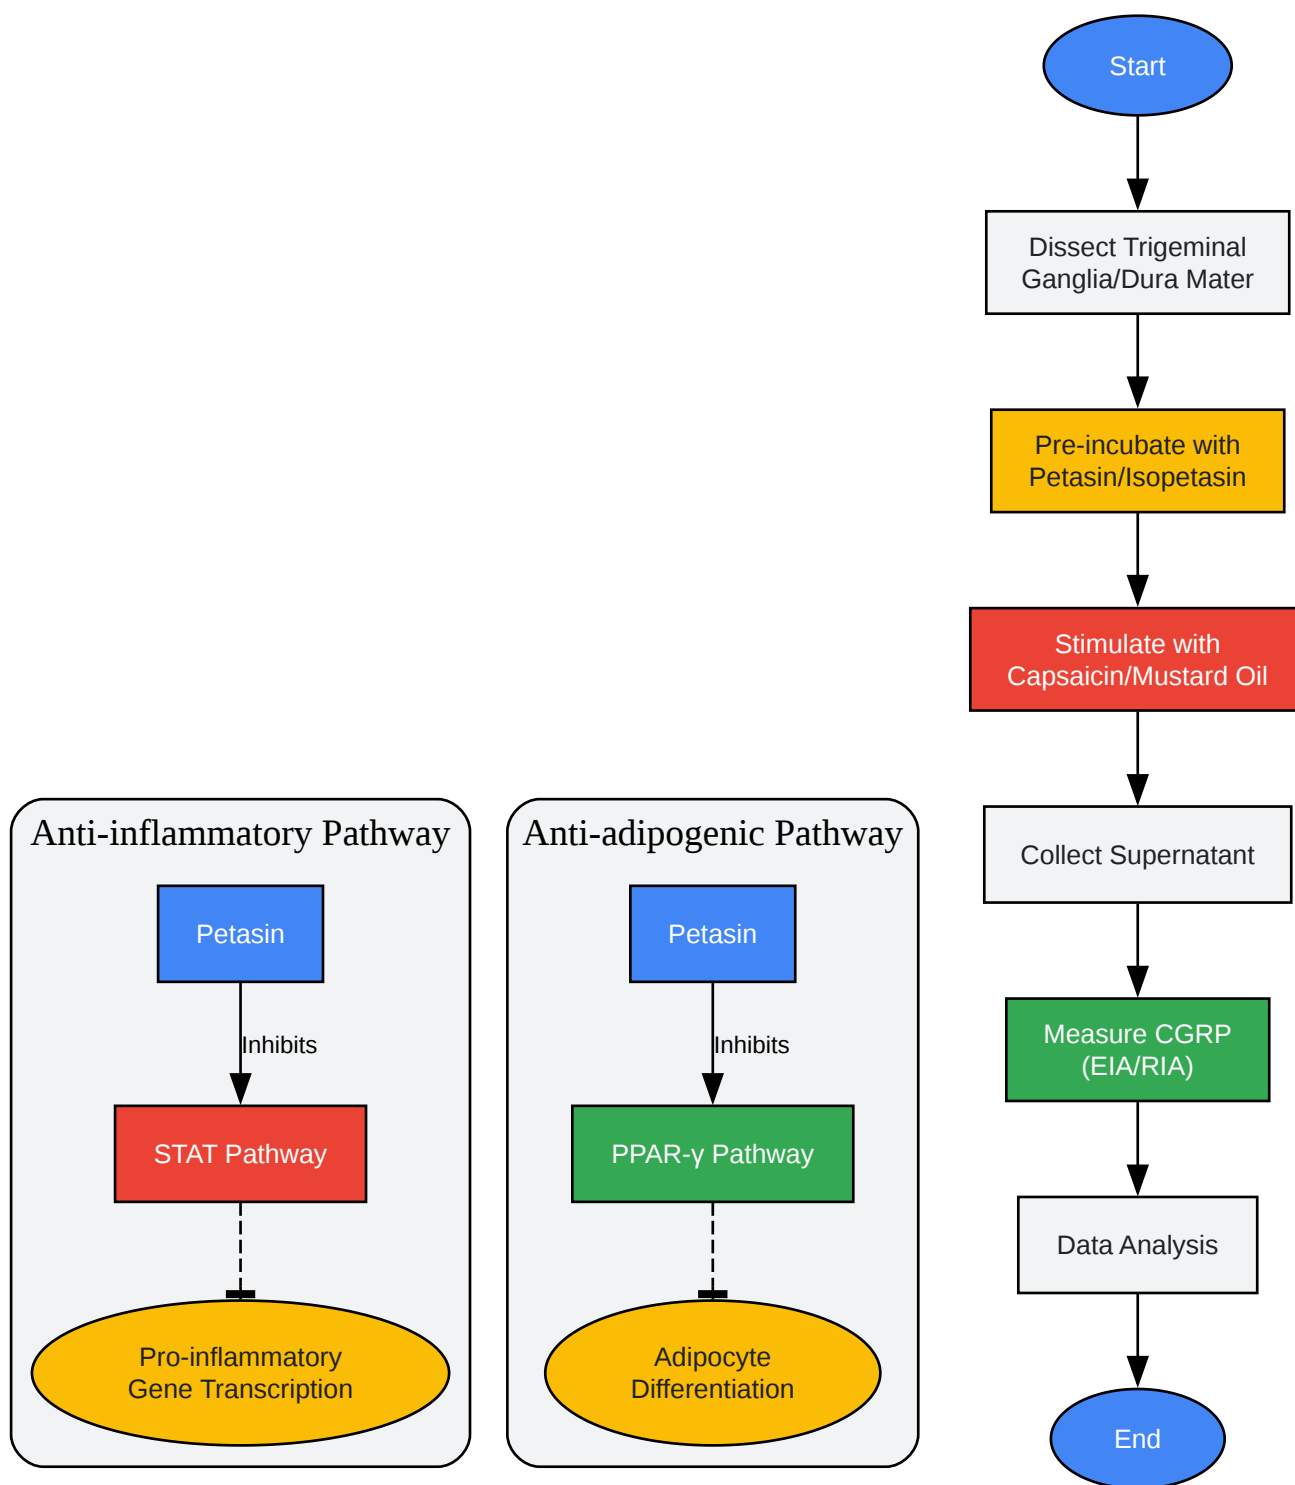 Start
Dissect Trigeminal
Ganglia/Dura Mater
Pre-incubate with
Petasin/Isopetasin
Stimulate with
Capsaicin/Mustard Oil
Collect Supernatant
Measure CGRP
(EIA/RIA)
Data Analysis
End
Anti-inflammatory Pathway
Petasin
Inhibits
STAT Pathway
Pro-inflammatory
Gene Transcription
Anti-adipogenic Pathway
Petasin
Inhibits
PPAR-γ Pathway
Adipocyte
Differentiation